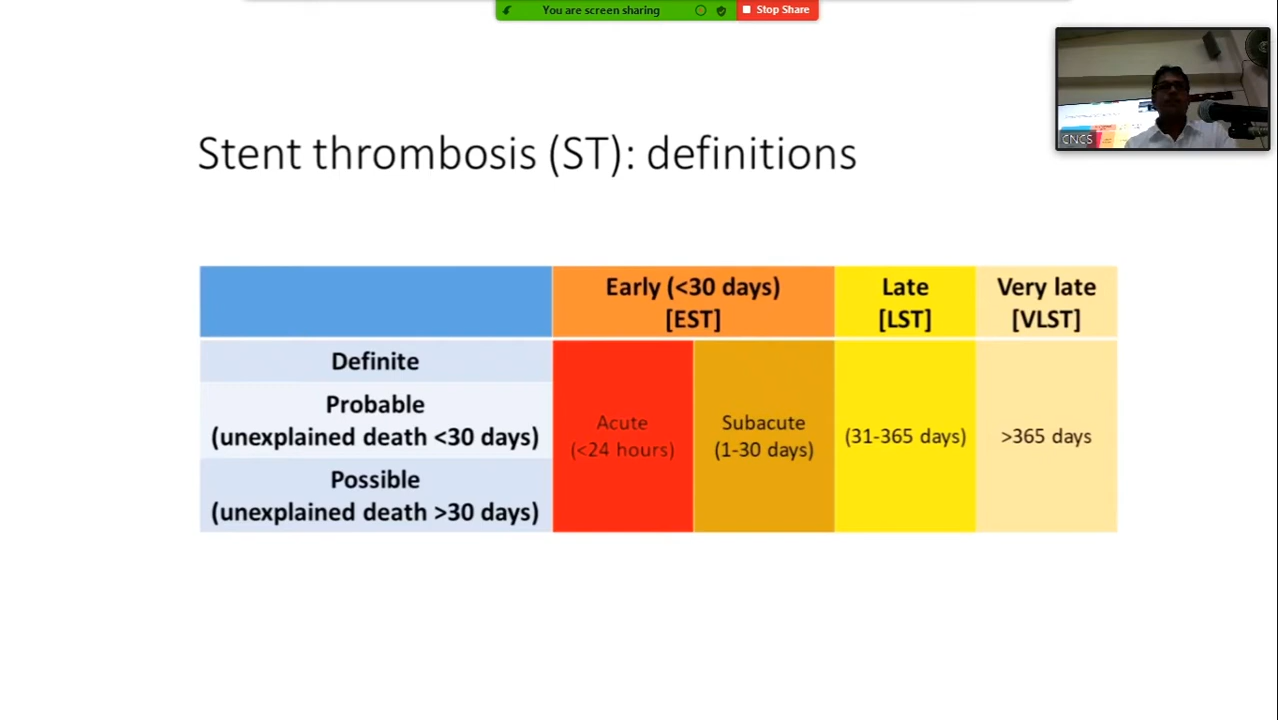 You are screen sharing
Stop Share
CNCS
Stent thrombosis (ST): definitions
Early (<30 days)
[EST]
Late
[LST]
Very late
[VLST]
Definite
Probable
(unexplained death <30 days)
Possible
(unexplained death >30 days)
Acute
(<24 hours)
Subacute
(1-30 days)
(31-365 days)
>365 days